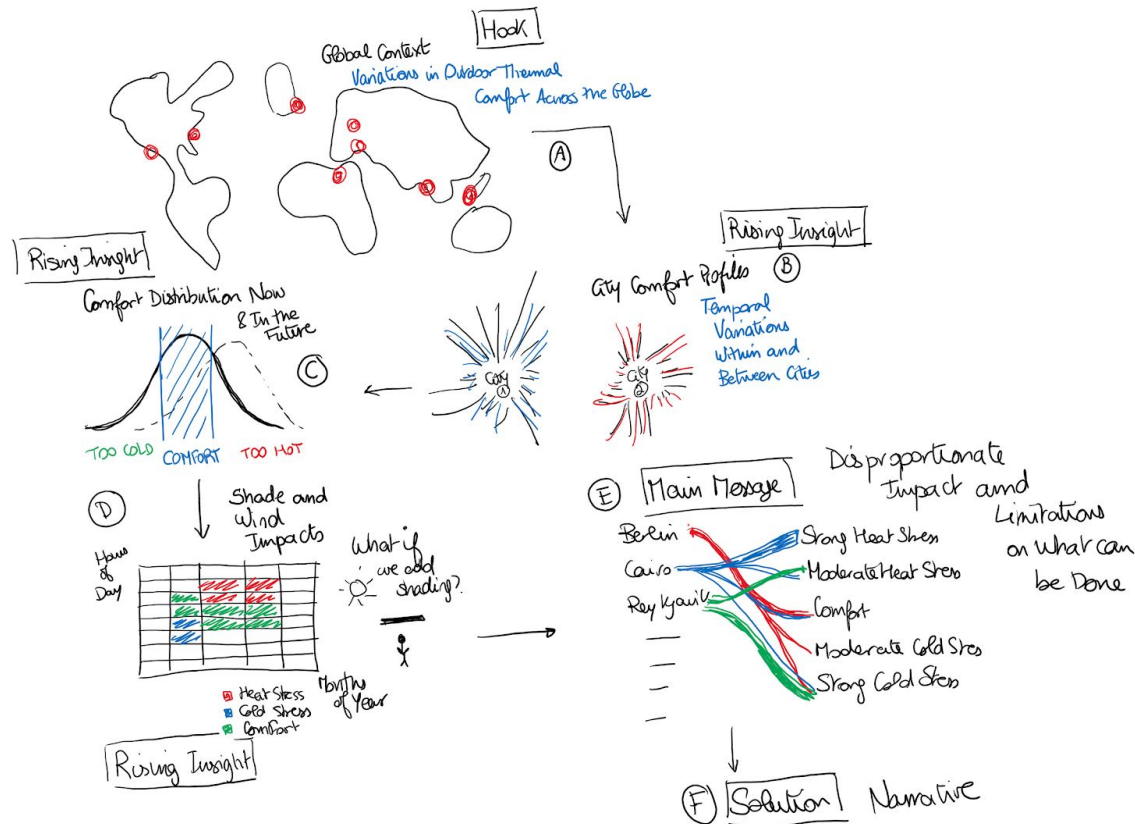 Hook
Global Context
Variations in Outdoor Thermal
Comfort Across the Globe
A
Rising Insight
B
City Comfort Profiles
Temporal
Variations
Within and
Between Cities
City
1
City
2
Rising Insight
Comfort Distribution Now
& In the
Future
C
TOO COLD
COMFORT
TOO HOT
D
Shade and
Wind
Impacts
Hours
of
Day
What if
we add
shading?
Months
of Year
Heat Stress
Cold Stress
Comfort
Rising Insight
E
Main Message
Disproportionate
Impact and
Limitations
on what can
be Done
Berlin
Cairo
Reykjavik
Strong Heat Stress
Moderate Heat Stress
Comfort
Moderate Cold Stres
Strong Cold Stress
F
Solution
Narrative